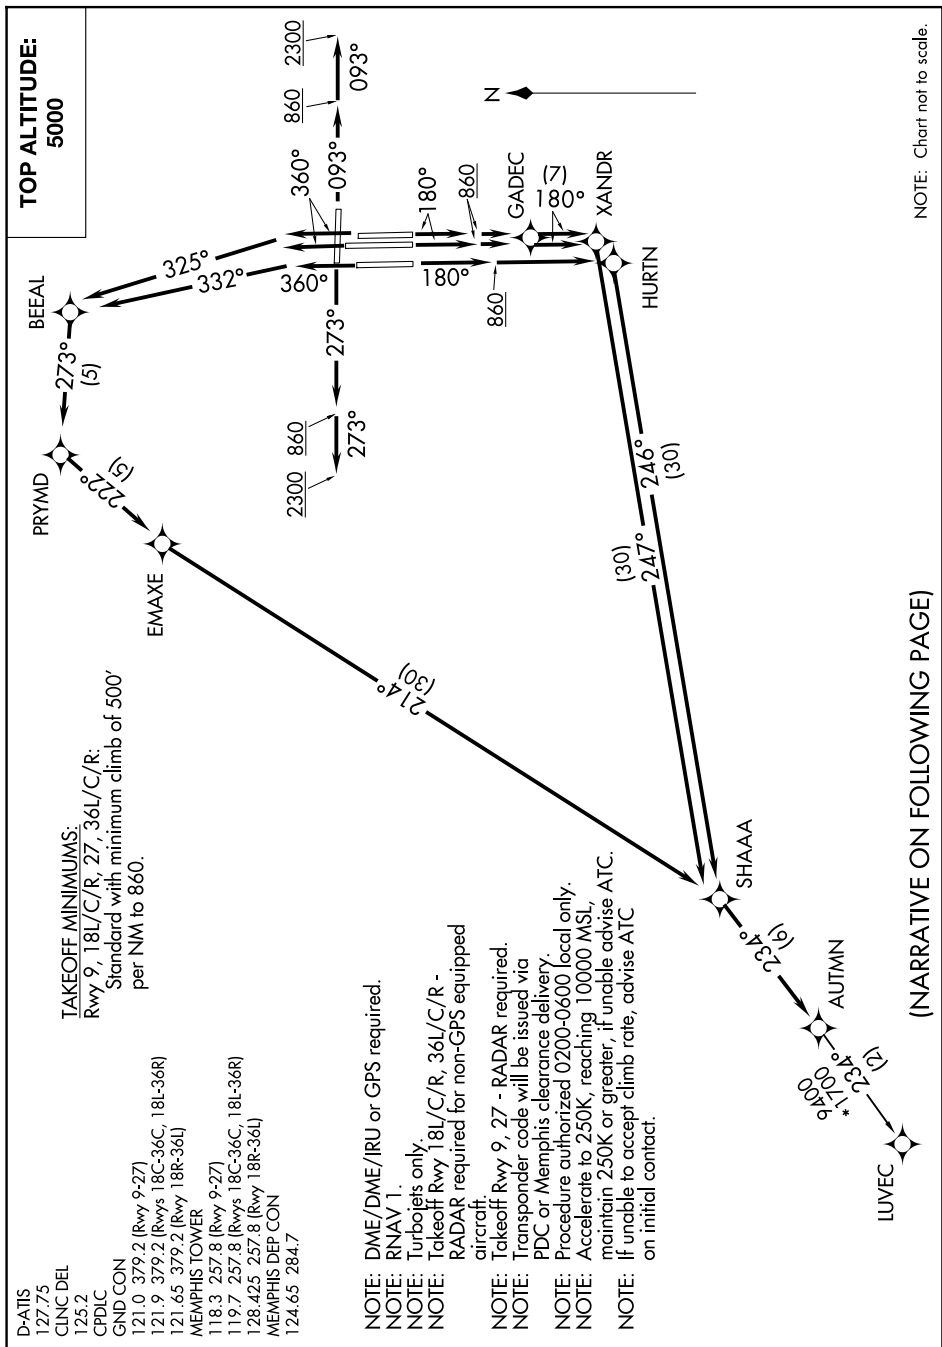 TOP ALTITUDE:
5000
D-ATIS
127.75
CLNC DEL
125.2
CPDLC
GND CON
121.0 379.2 (Rwy 9-27)
121.9 379.2 (Rwys 18C-36C, 18L-36R)
121.65 379.2 (Rwy 18R-36L)
MEMPHIS TOWER
118.3 257.8 (Rwy 9-27)
119.7 257.8 (Rwys 18C-36C, 18L-36R)
128.425 257.8 (Rwy 18R-36L)
MEMPHIS DEP CON
124.65 284.7
TAKEOFF MINIMUMS:
Rwy 9, 18L/C/R, 27, 36L/C/R:
Standard with minimum climb of 500'
per NM to 860.
NOTE: DME/DME/IRU or GPS required.
NOTE: RNAV 1.
NOTE: Turbojets only.
NOTE: Takeoff Rwy 18L/C/R, 36L/C/R -
RADAR required for non-GPS equipped
aircraft.
NOTE: Takeoff Rwy 9, 27 - RADAR required.
NOTE: Transponder code will be issued via
PDC or Memphis clearance delivery.
NOTE: Procedure authorized 0200-0600 local only.
NOTE: Accelerate to 250K, reaching 10000 MSL,
maintain 250K or greater, if unable advise ATC.
NOTE: If unable to accept climb rate, advise ATC
on initial contact.
BEEAL
325°
332°
273°
(5)
PRYMD
222°
(5)
EMAXE
214°
(30)
360°
360°
093°
860
093°
2300
273°
860
273°
2300
180°
860
180°
860
GADEC
(7)
180°
XANDR
HURTN
N
246°
(30)
(30)
247°
SHAAA
234°
(6)
AUTMN
9400
*1700
234°
(2)
LUVEC
(NARRATIVE ON FOLLOWING PAGE)
NOTE: Chart not to scale.